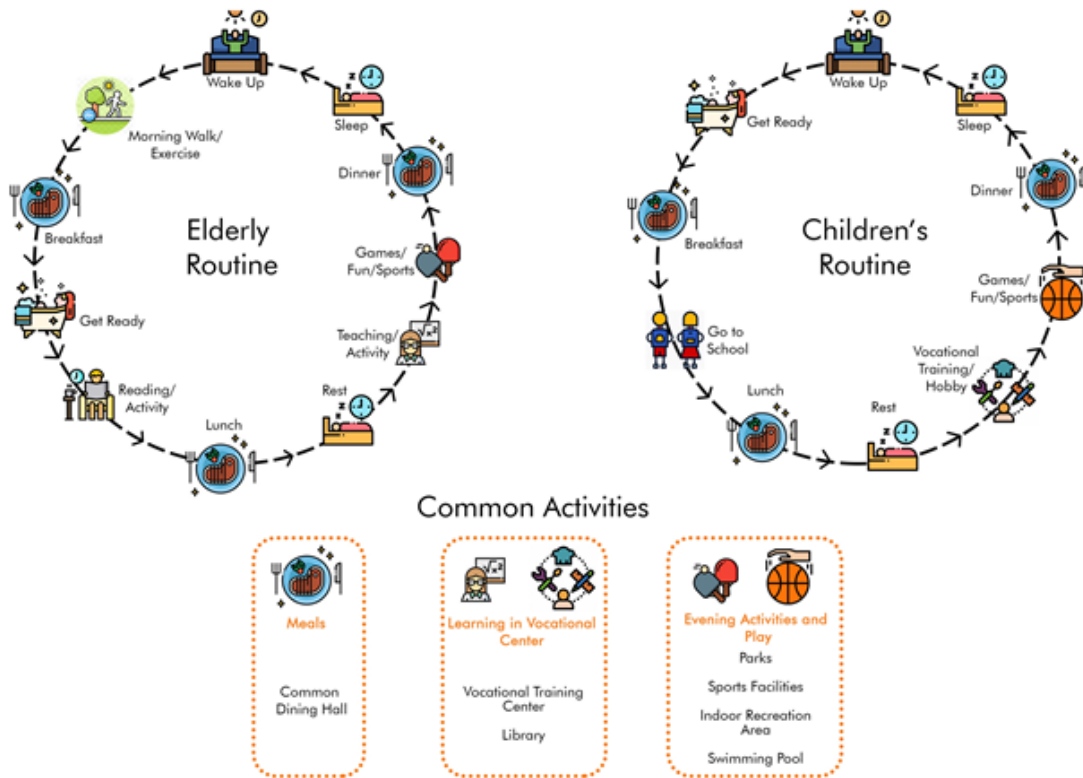 Wake Up
Morning Walk/
Exercise
Breakfast
Get Ready
Reading/
Activity
Lunch
Rest
Teaching/
Activity
Games/
Fun/Sports
Dinner
Sleep
Elderly
Routine
Wake Up
Get Ready
Breakfast
Go to
School
Lunch
Rest
Vocational
Training/
Hobby
Games/
Fun/Sports
Dinner
Sleep
Children's
Routine
Common Activities
Meals
Common
Dining Hall
Learning in Vocational
Center
Vocational Training
Center
Library
Evening Activities and
Play
Parks
Sports Facilities
Indoor Recreation
Area
Swimming Pool